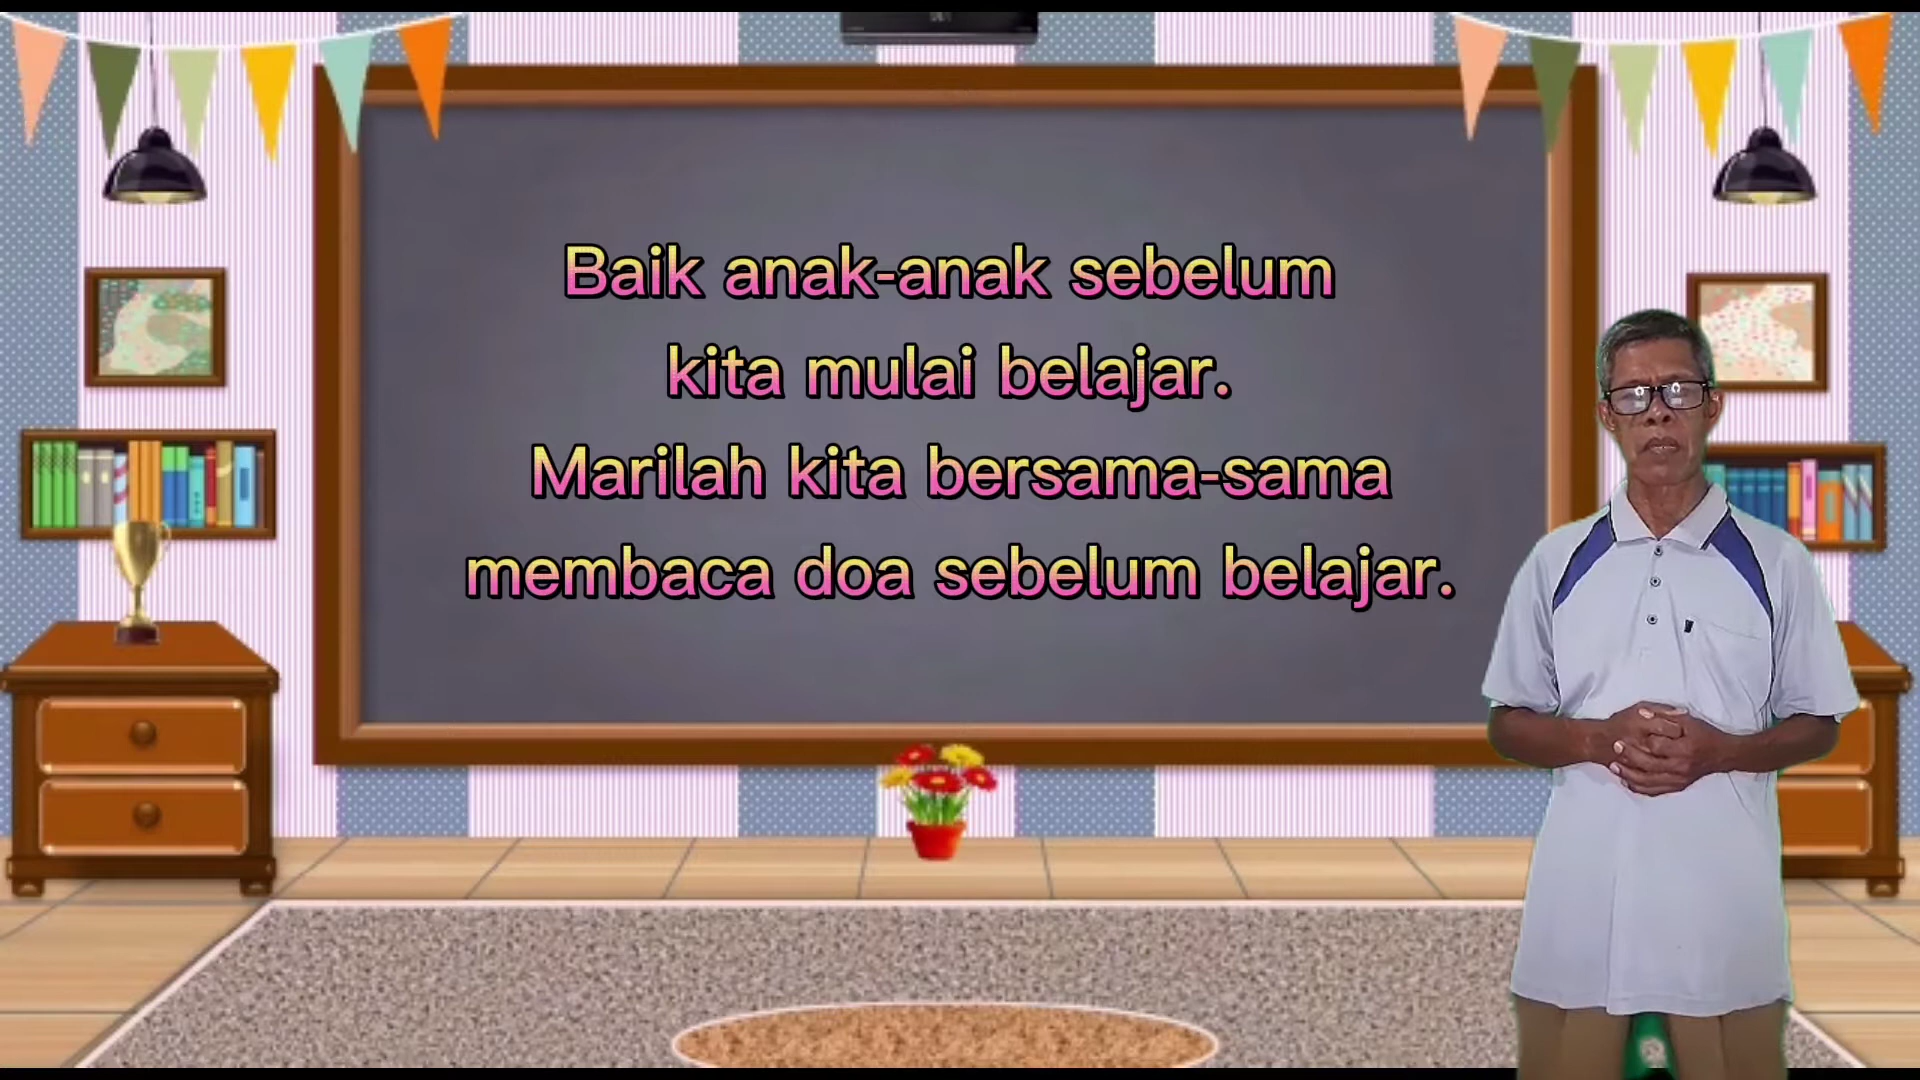 Baik anak-anak sebelum
kita mulai belajar.
Marilah kita bersama-sama
membaca doa sebelum belajar.